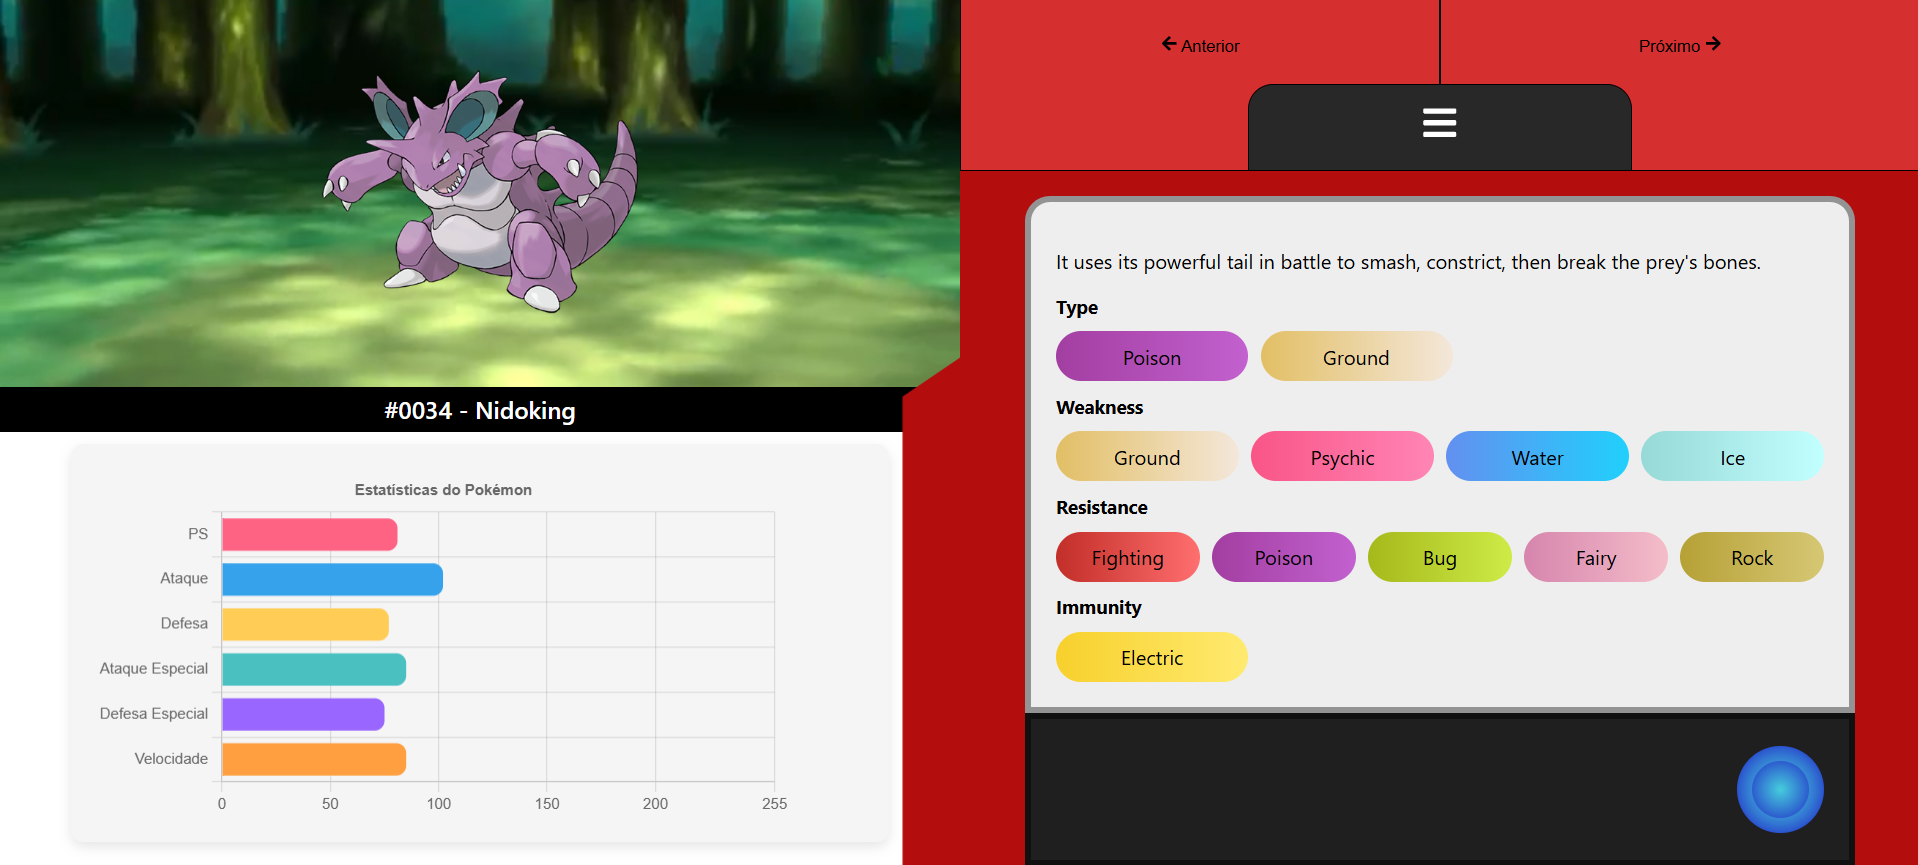 #0034 - Nidoking
Estatísticas do Pokémon
PS
Ataque
Defesa
Ataque Especial
Defesa Especial
Velocidade
0 50 100 150 200 255
Anterior
Próximo
It uses its powerful tail in battle to smash, constrict, then break the prey's bones.
Type
Poison Ground
Weakness
Ground Psychic Water Ice
Resistance
Fighting Poison Bug Fairy Rock
Immunity
Electric